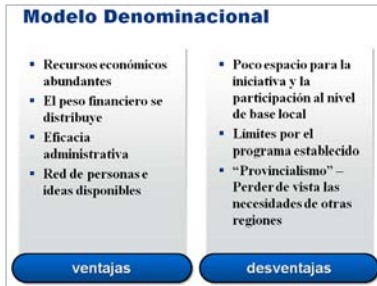 Modelo Denominacional
▪ Recursos económicos
abundantes
▪ El peso financiero se
distribuye
▪ Eficacia
administrativa
▪ Red de personas e
ideas disponibles
ventajas
▪ Poco espacio para la
iniciativa y la
participación al nivel
de base local
▪ Límites por el
programa establecido
▪ “Provincialismo” –
Perder de vista las
necesidades de otras
regiones
desventajas